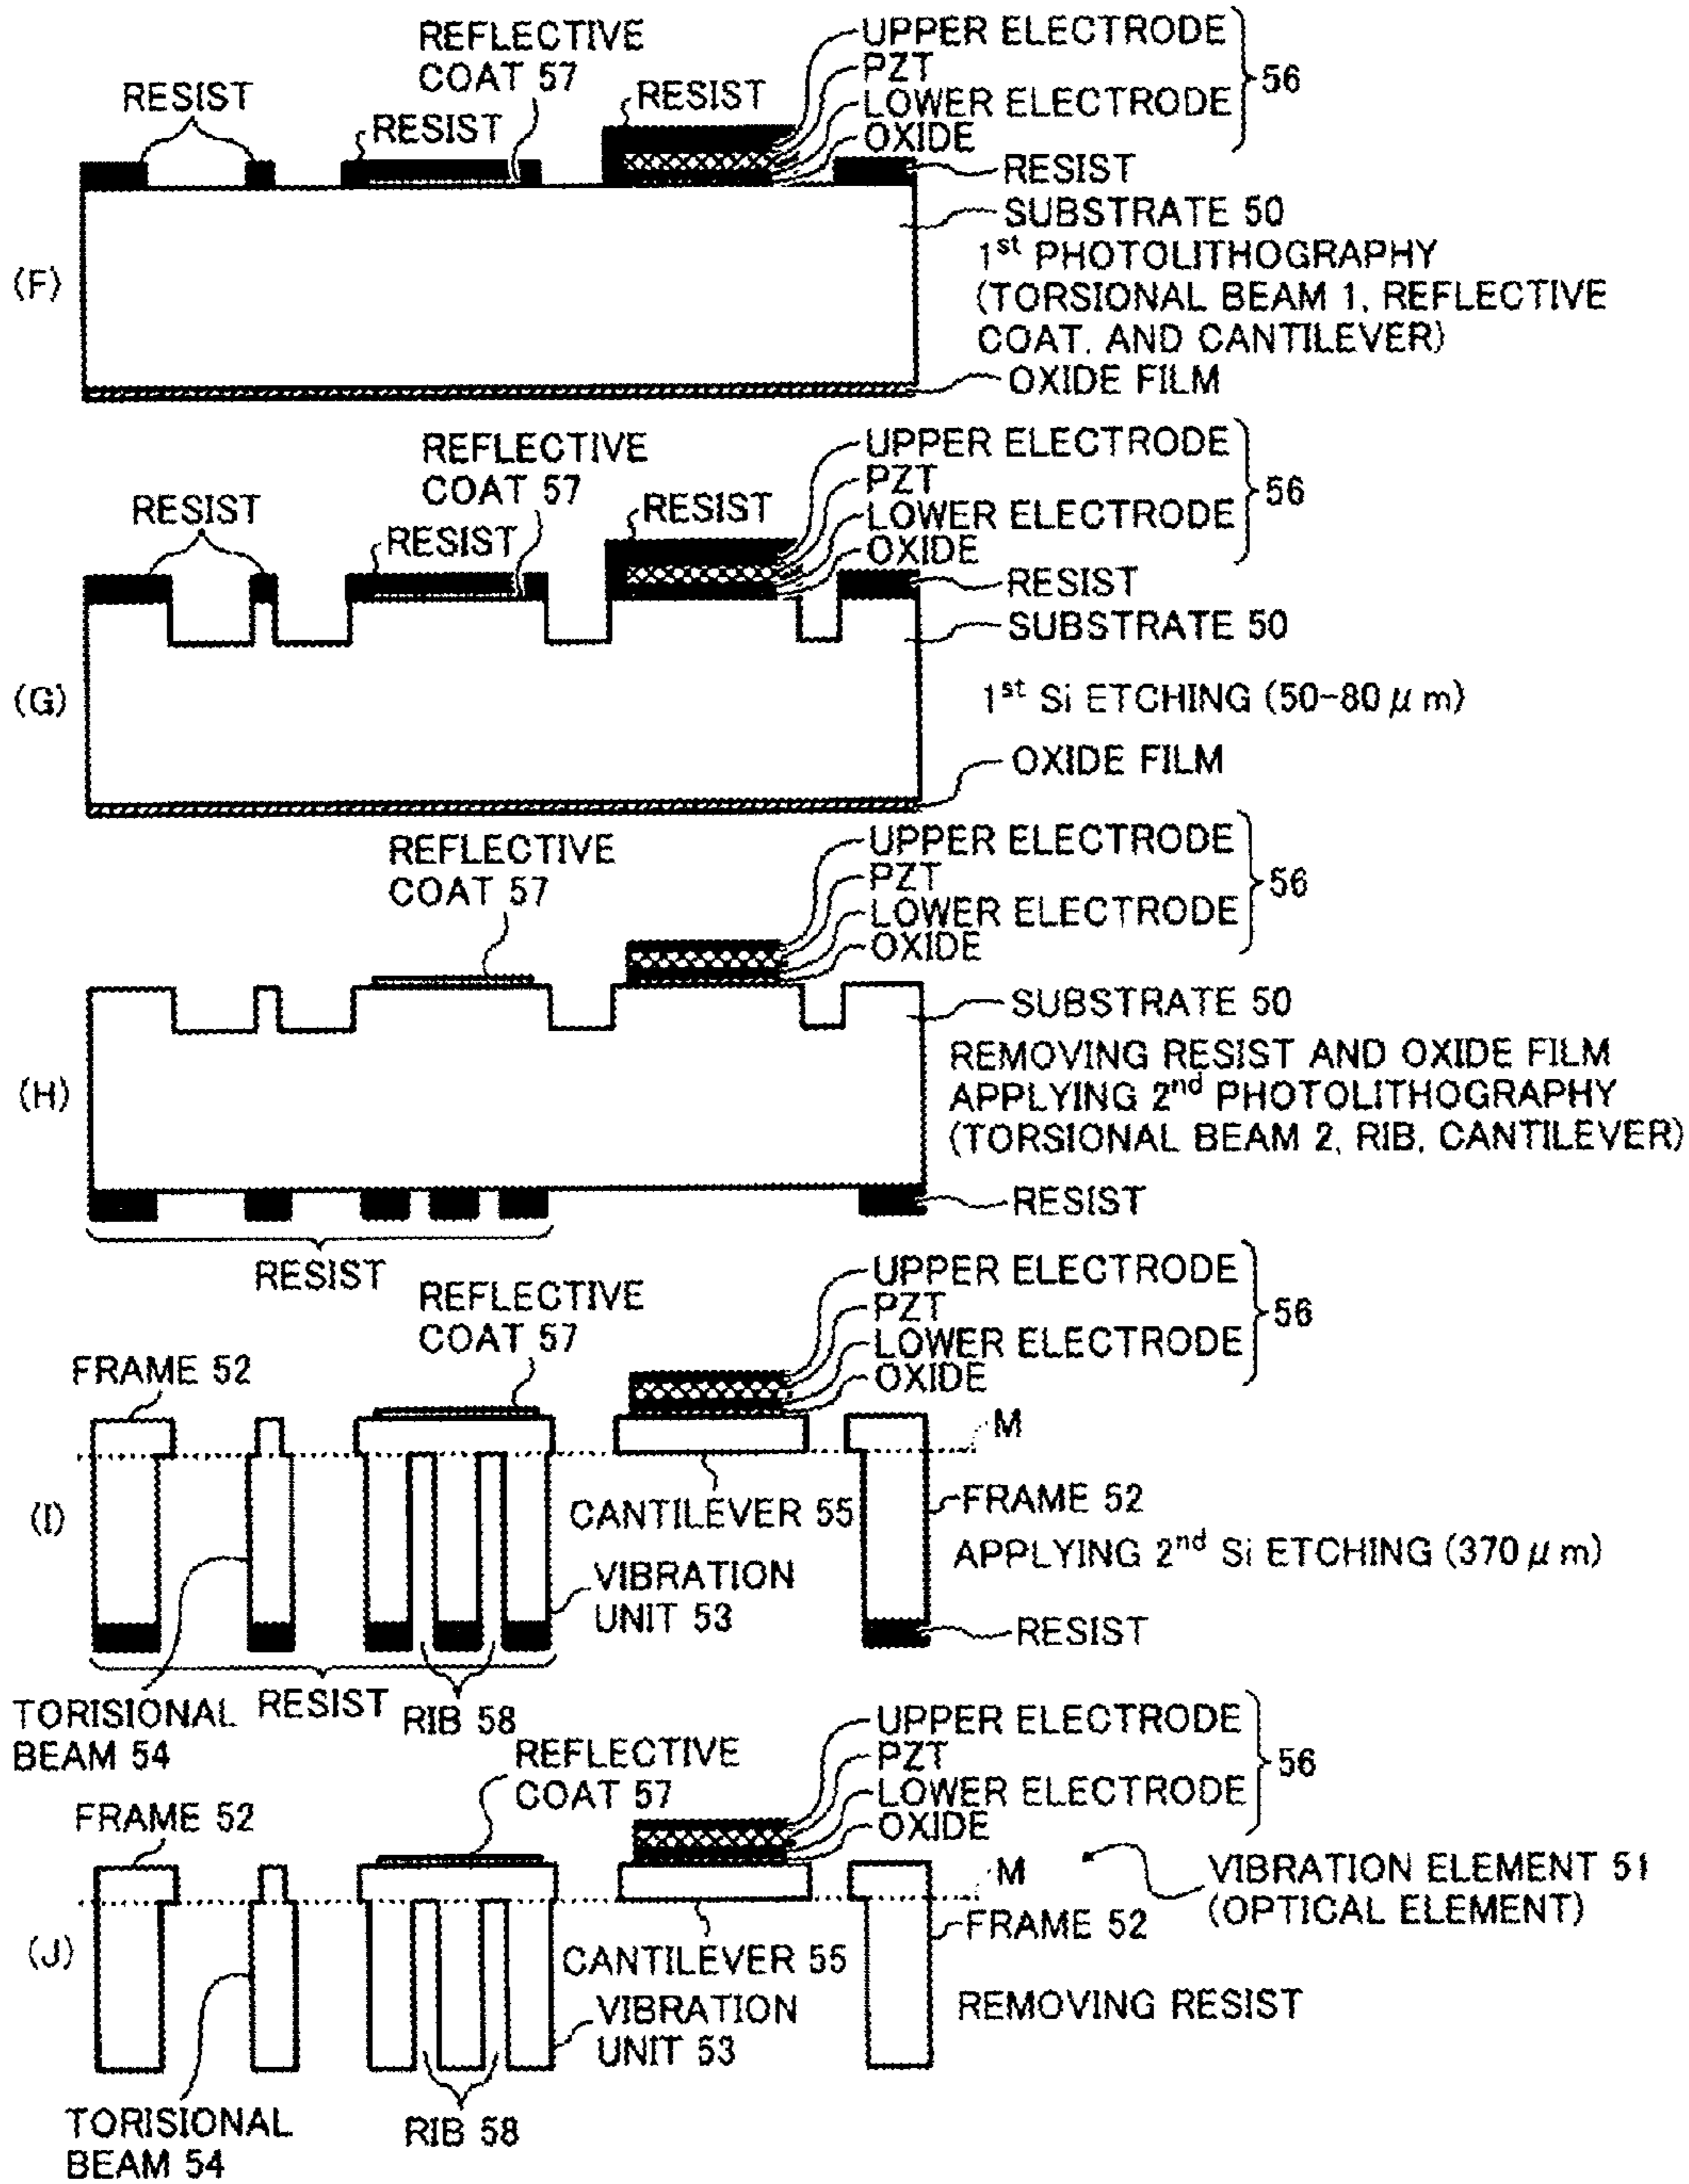 (F)
REFLECTIVE
COAT 57
RESIST
RESIST
RESIST
UPPER ELECTRODE
PZT
LOWER ELECTRODE
OXIDE
56
RESIST
SUBSTRATE 50
1st PHOTOLITHOGRAPHY
(TORSIONAL BEAM 1, REFLECTIVE
COAT, AND CANTILEVER)
OXIDE FILM
(G)
REFLECTIVE
COAT 57
RESIST
RESIST
RESIST
UPPER ELECTRODE
PZT
LOWER ELECTRODE
OXIDE
56
RESIST
SUBSTRATE 50
1st Si ETCHING (50-80 μm)
OXIDE FILM
(H)
REFLECTIVE
COAT 57
UPPER ELECTRODE
PZT
LOWER ELECTRODE
OXIDE
56
SUBSTRATE 50
REMOVING RESIST AND OXIDE FILM
APPLYING 2nd PHOTOLITHOGRAPHY
(TORSIONAL BEAM 2, RIB, CANTILEVER)
RESIST
RESIST
(I)
REFLECTIVE
COAT 57
UPPER ELECTRODE
PZT
LOWER ELECTRODE
OXIDE
56
FRAME 52
M
CANTILEVER 55
FRAME 52
APPLYING 2nd Si ETCHING (370 μm)
VIBRATION
UNIT 53
RESIST
TORISIONAL
BEAM 54
RESIST
RIB 58
(J)
REFLECTIVE
COAT 57
UPPER ELECTRODE
PZT
LOWER ELECTRODE
OXIDE
56
FRAME 52
M
VIBRATION ELEMENT 51
(OPTICAL ELEMENT)
FRAME 52
CANTILEVER 55
REMOVING RESIST
VIBRATION
UNIT 53
TORISIONAL
BEAM 54
RIB 58